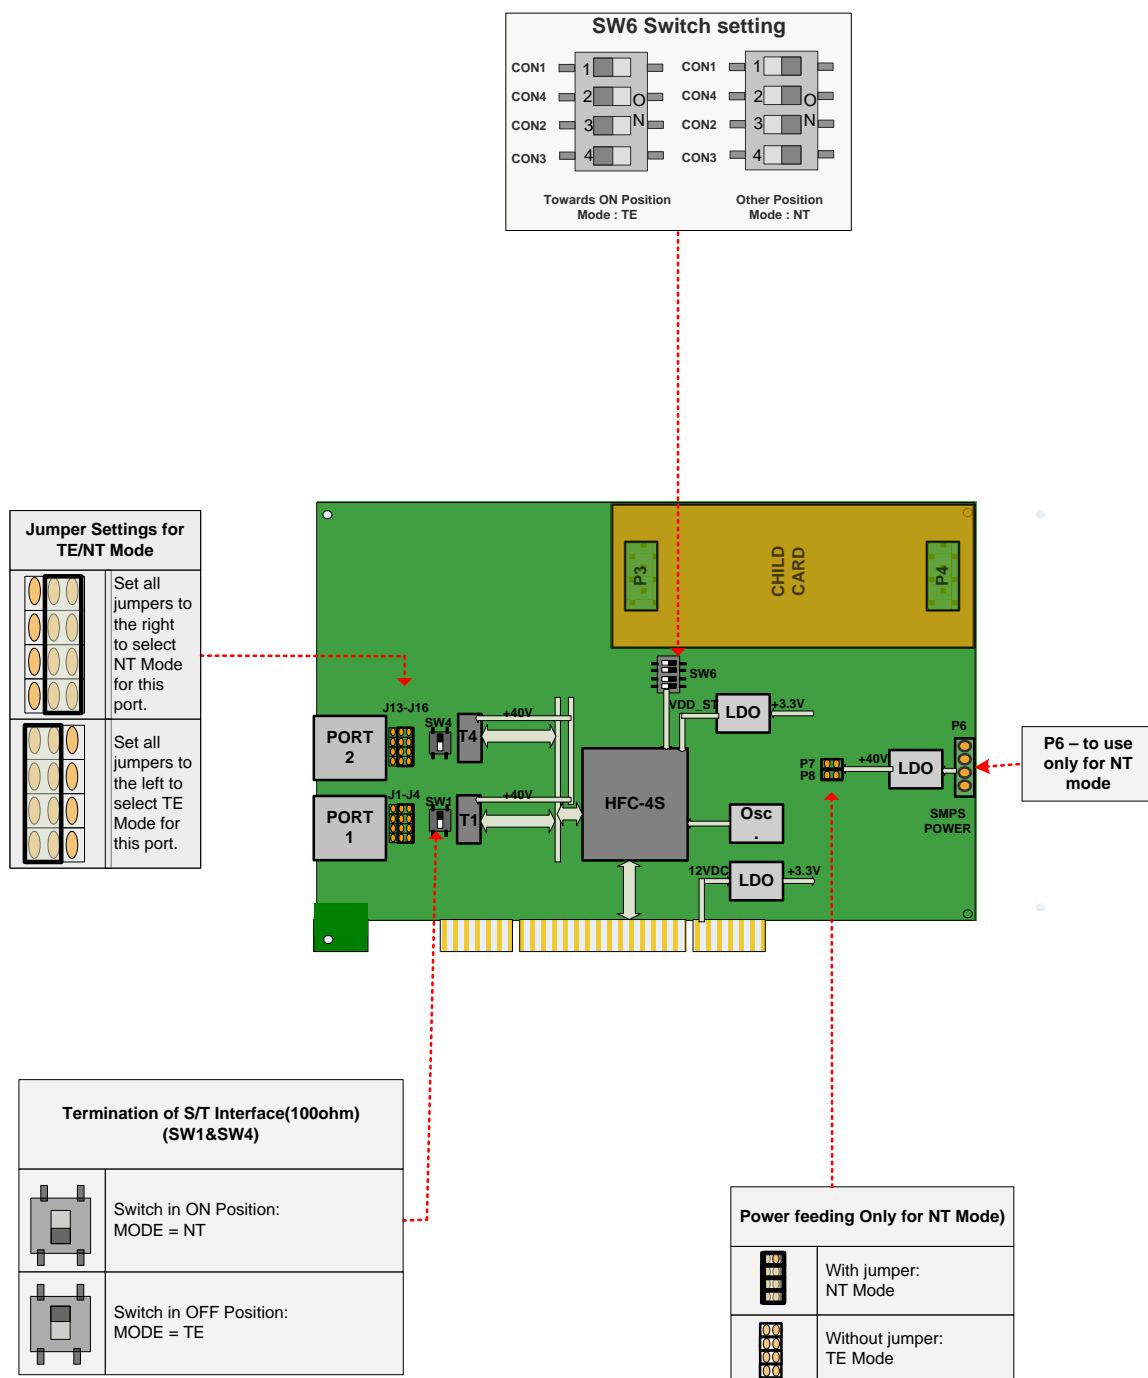 SW6 Switch setting
CON1 1 CON1 1
CON4 2 O CON4 2 O
CON2 3 N CON2 3 N
CON3 4 CON3 4
Towards ON Position
Mode : TE
Other Position
Mode : NT
Jumper Settings for
TE/NT Mode
Set all
jumpers to
the right
to select
NT Mode
for this
port.
Set all
jumpers to
the left to
select TE
Mode for
this port.
P3
CHILD
CARD
P4
SW6
J13-J16
SW4
+40V
VDD_ST
LDO
+3.3V
P6
PORT
2
T4
P7
P8
+40V
LDO
P6 – to use
only for NT
mode
J1-J4
SW1
+40V
HFC-4S
PORT
1
T1
Osc
.
SMPS
POWER
12VDC
LDO
+3.3V
Termination of S/T Interface(100ohm)
(SW1&SW4)
Switch in ON Position:
MODE = NT
Switch in OFF Position:
MODE = TE
Power feeding Only for NT Mode)
With jumper:
NT Mode
Without jumper:
TE Mode